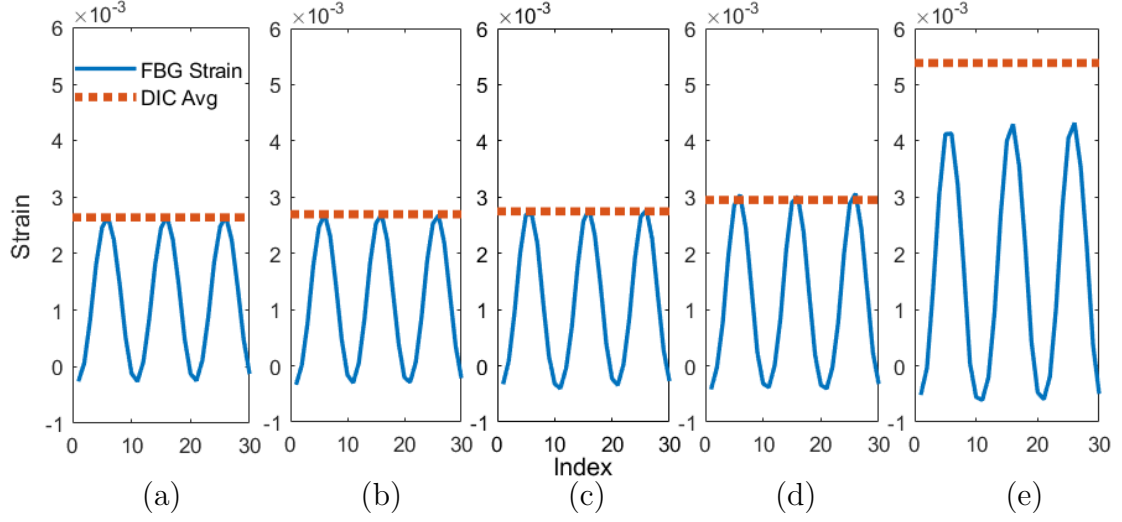 ×10⁻³ ×10⁻³ ×10⁻³ ×10⁻³ ×10⁻³
6 6 6 6 6
FBG Strain
DIC Avg
5 5 5 5 5
4 4 4 4 4
3 3 3 3 3
Strain
2 2 2 2 2
1 1 1 1 1
0 0 0 0 0
-1 -1 -1 -1 -1
0 10 20 30 0 10 20 30 0 10 20 30 0 10 20 30 0 10 20 30
Index
(a) (b) (c) (d) (e)